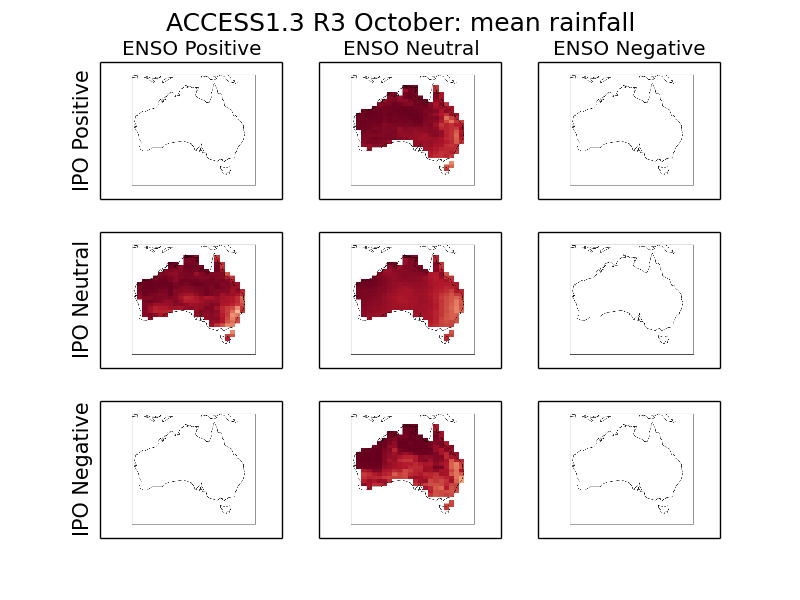 ACCESS1.3 R3 October: mean rainfall
ENSO Positive
ENSO Neutral
ENSO Negative
IPO Positive
IPO Neutral
IPO Negative